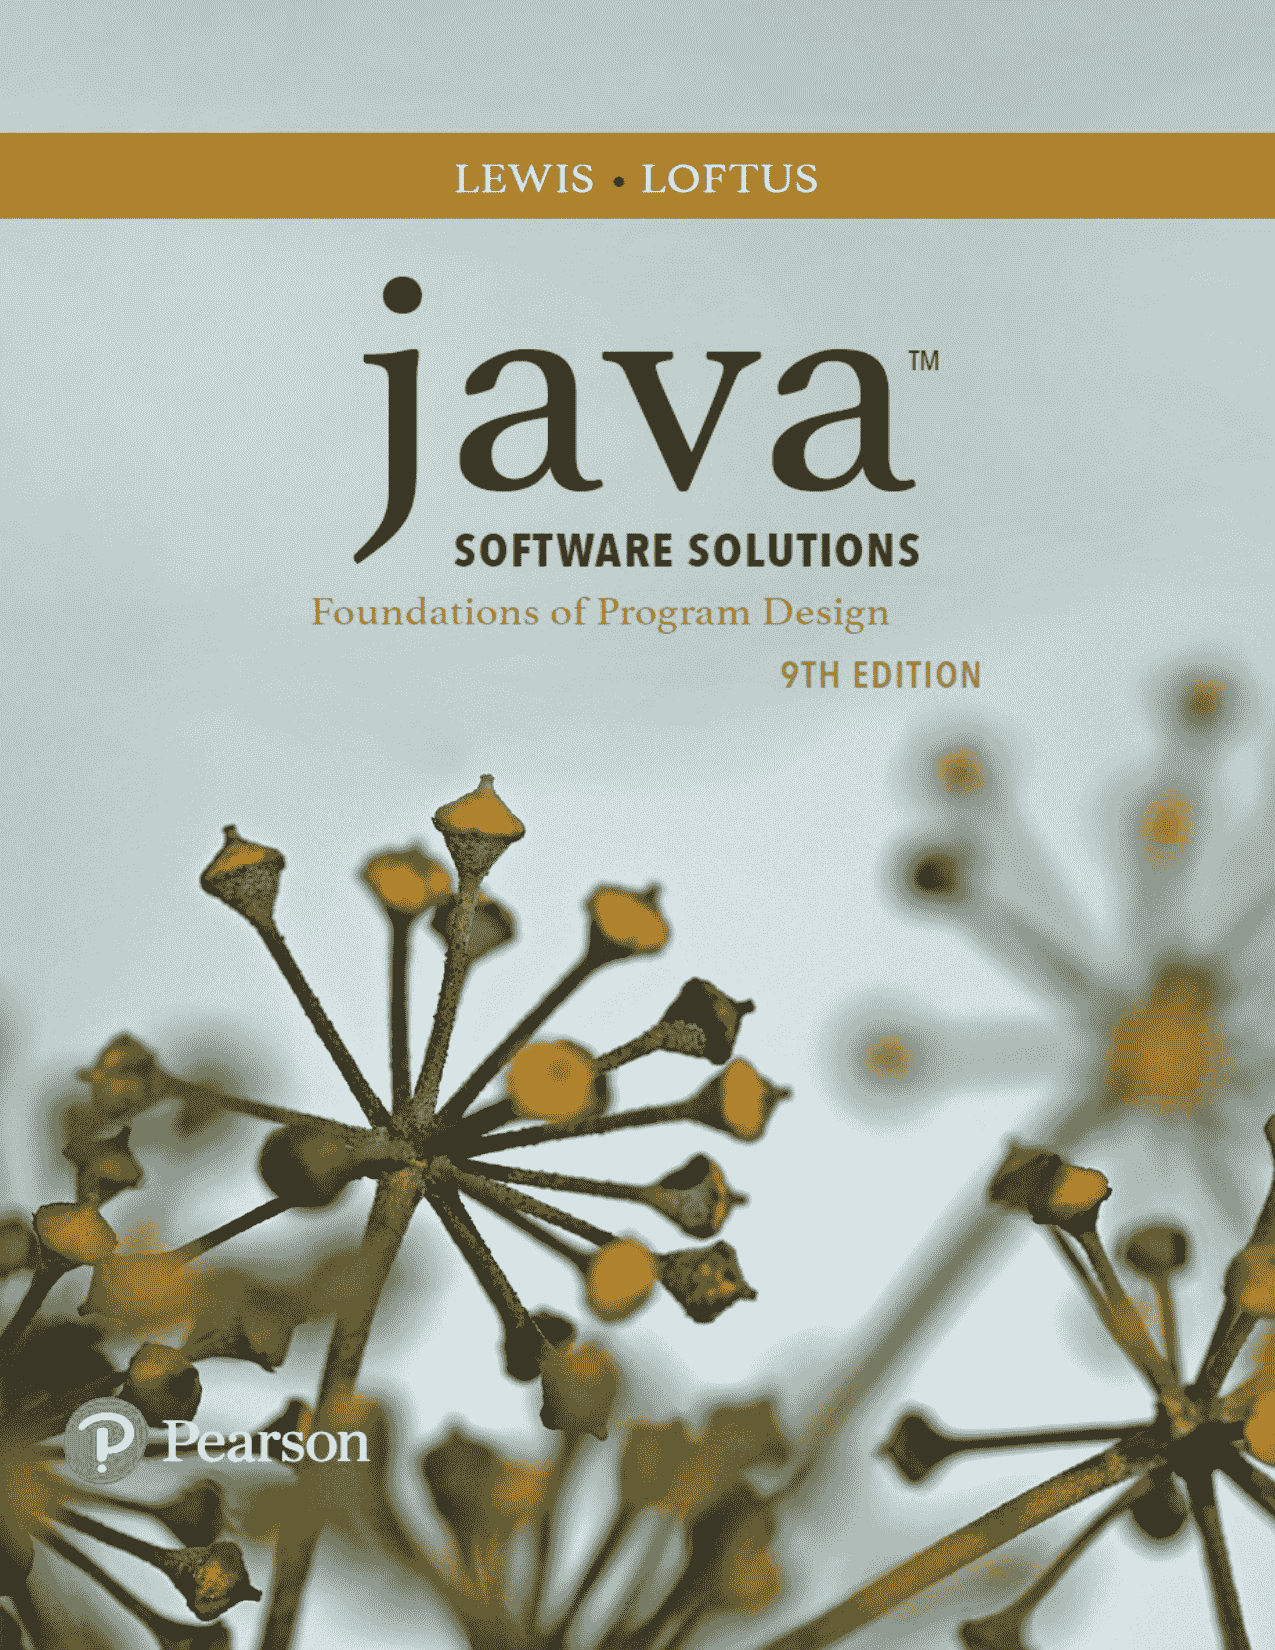 LEWIS • LOFTUS
java™
SOFTWARE SOLUTIONS
Foundations of Program Design
9TH EDITION
P Pearson